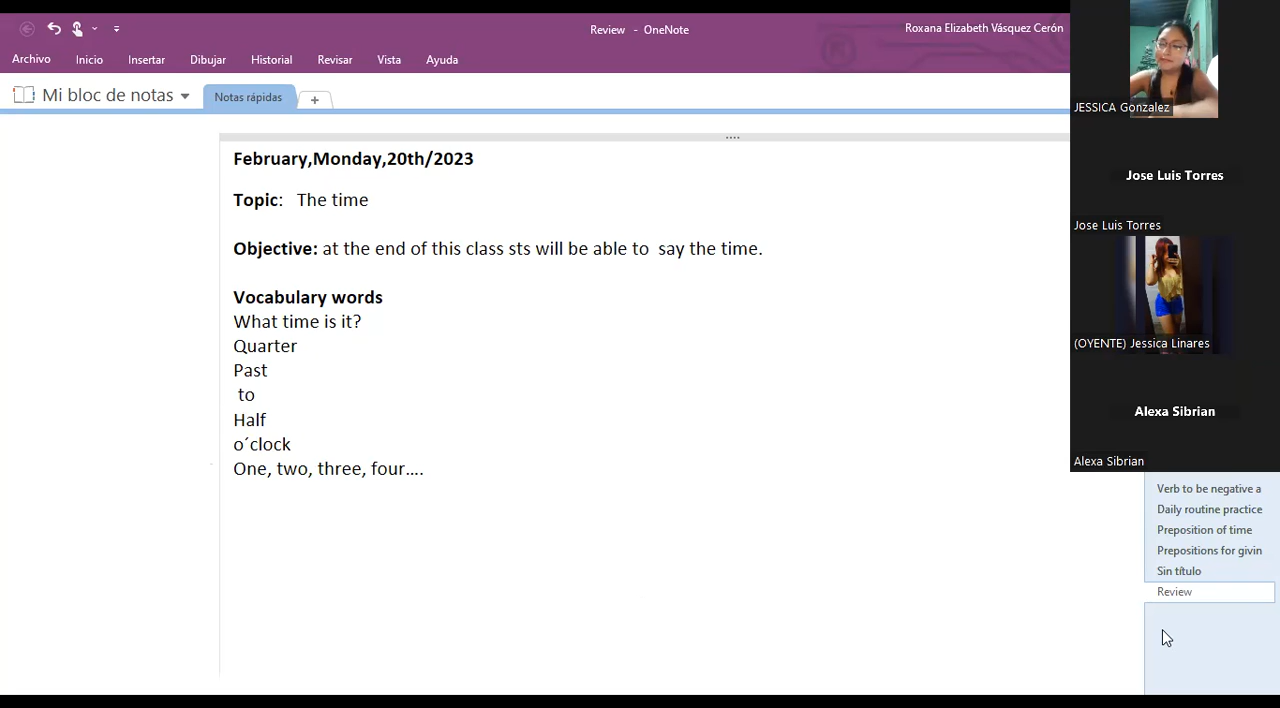 Review - OneNote
Roxana Elizabeth Vásquez Cerón
Archivo Inicio Insertar Dibujar Historial Revisar Vista Ayuda
Mi bloc de notas
Notas rápidas
+
February,Monday,20th/2023
Topic: The time
Objective: at the end of this class sts will be able to say the time.
Vocabulary words
What time is it?
Quarter
Past
to
Half
o´clock
One, two, three, four....
JESSICA Gonzalez
Jose Luis Torres
Jose Luis Torres
(OYENTE) Jessica Linares
Alexa Sibrian
Alexa Sibrian
Verb to be negative a
Daily routine practice
Preposition of time
Prepositions for givin
Sin título
Review